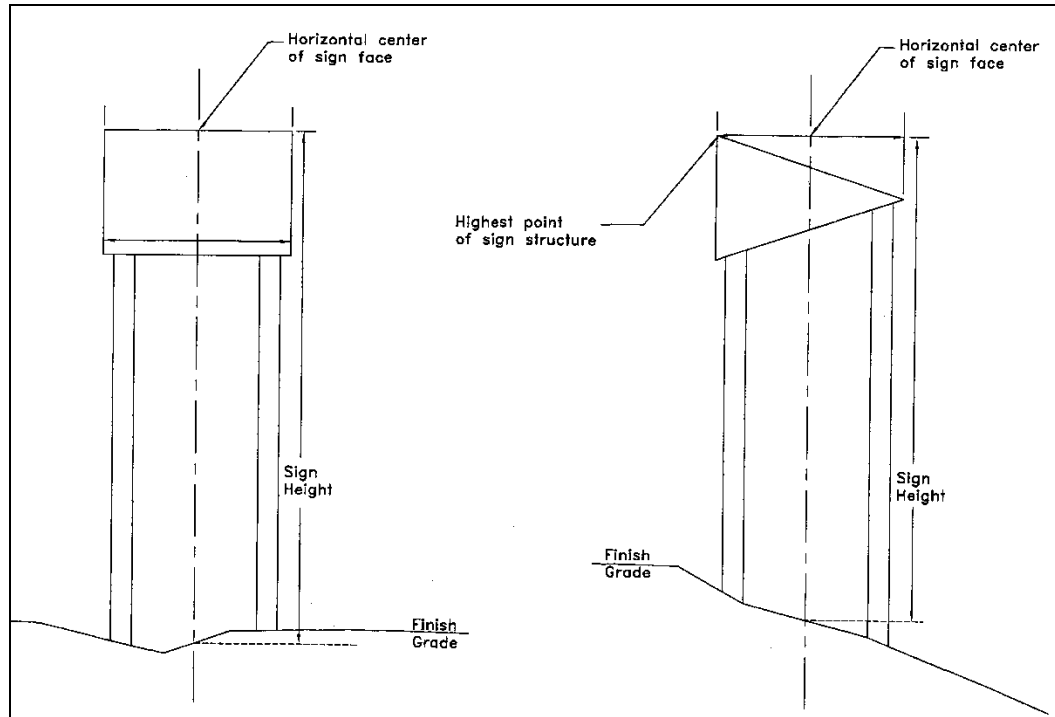 Horizontal center
of sign face
Sign
Height
Finish
Grade
Horizontal center
of sign face
Highest point
of sign structure
Sign
Height
Finish
Grade